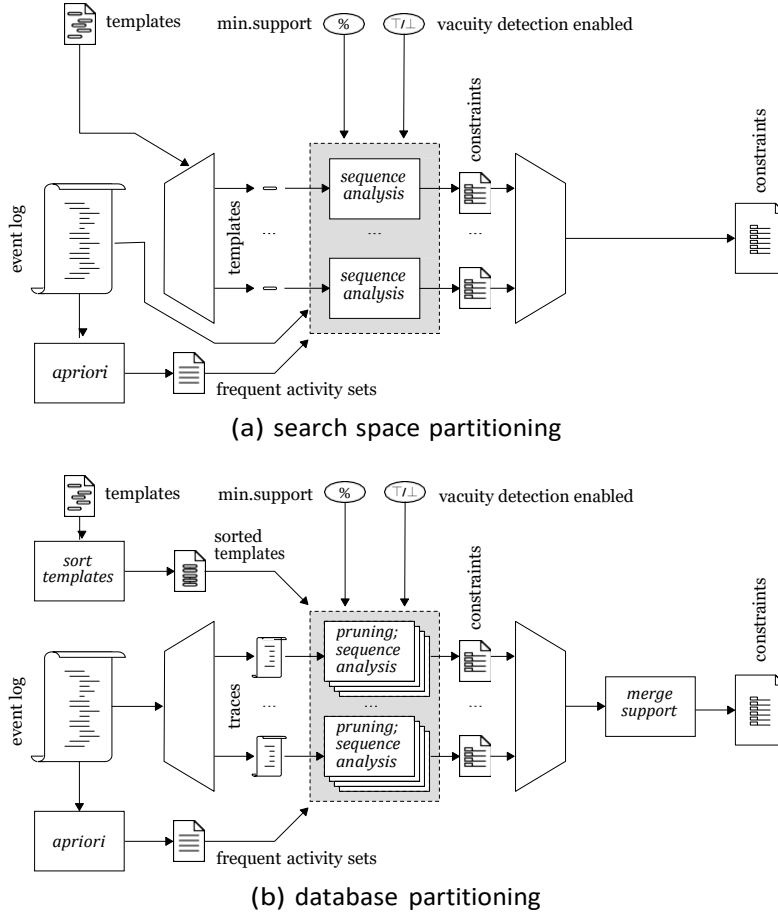 templates
min.support
%
⊤/⊥
vacuity detection enabled
constraints
constraints
event log
templates
sequence
analysis
...
...
...
sequence
analysis
apriori
frequent activity sets
(a) search space partitioning
templates
min.support
%
⊤/⊥
vacuity detection enabled
sort
templates
sorted
templates
constraints
constraints
event log
traces
pruning;
sequence
analysis
...
...
...
pruning;
sequence
analysis
merge
support
apriori
frequent activity sets
(b) database partitioning